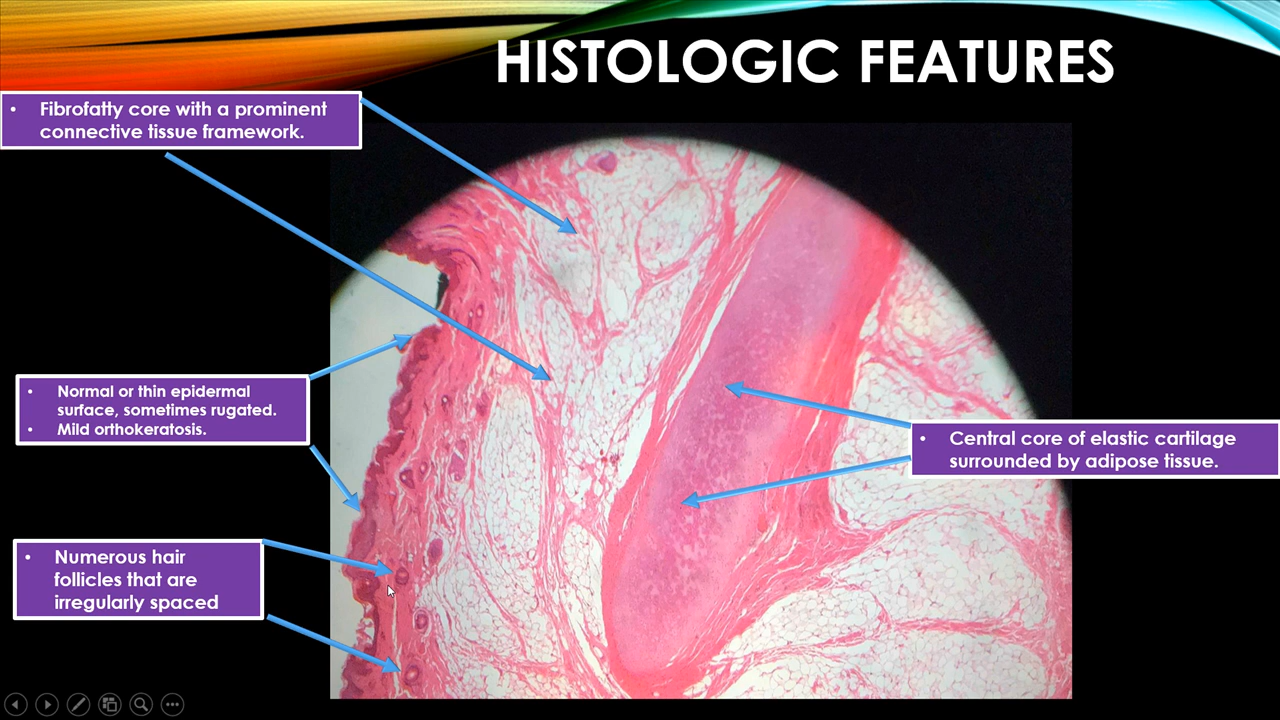 HISTOLOGIC FEATURES
• Fibrofatty core with a prominent
connective tissue framework.
• Normal or thin epidermal
surface, sometimes rugated.
• Mild orthokeratosis.
• Central core of elastic cartilage
surrounded by adipose tissue.
• Numerous hair
follicles that are
irregularly spaced